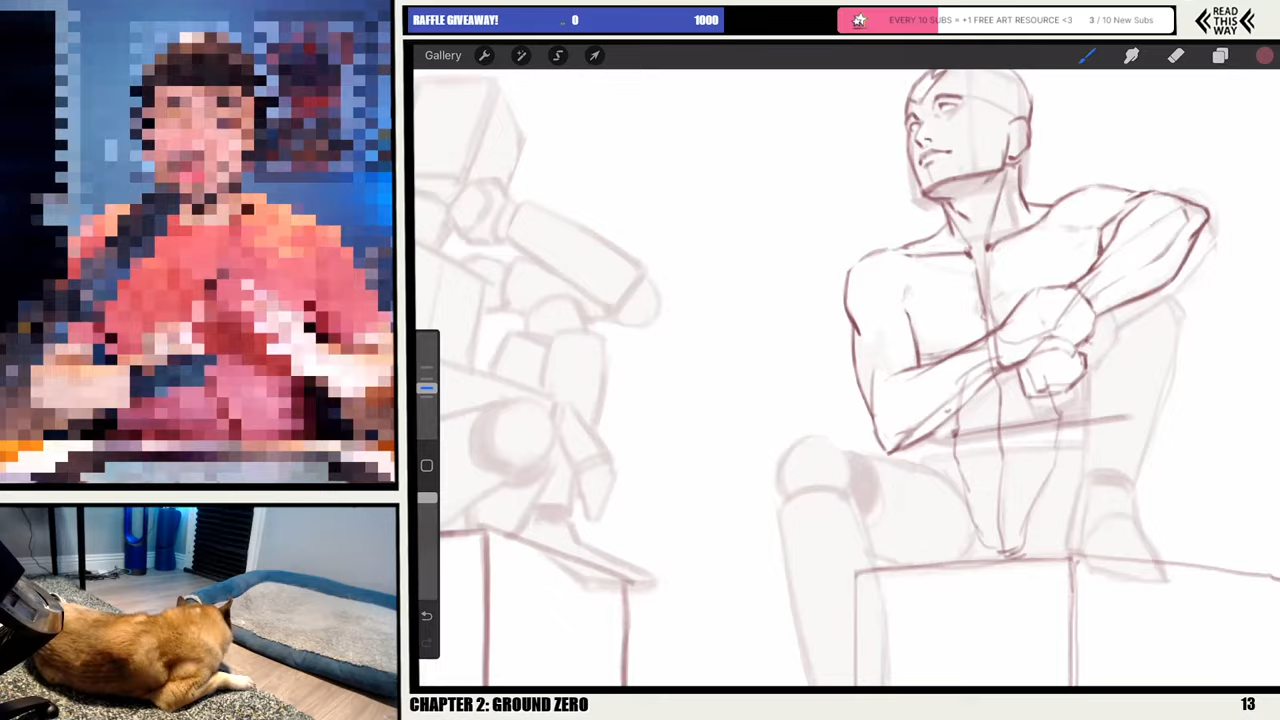 RAFFLE GIVEAWAY! 0 1000
EVERY 10 SUBS = +1 FREE ART RESOURCE <3 3 / 10 New Subs
READ
THIS
WAY
Gallery
CHAPTER 2: GROUND ZERO 13